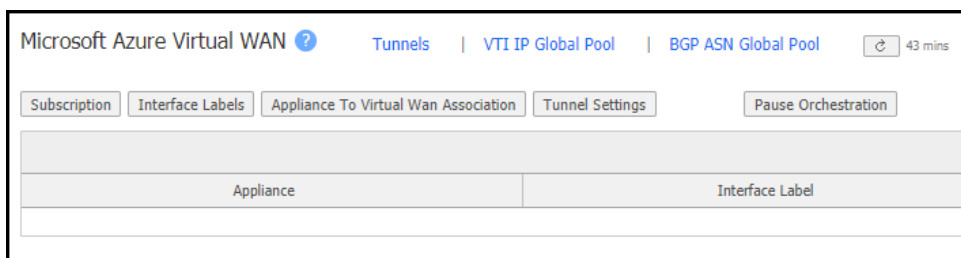 Microsoft Azure Virtual WAN ? Tunnels | VTI IP Global Pool | BGP ASN Global Pool 43 mins
Subscription Interface Labels Appliance To Virtual Wan Association Tunnel Settings Pause Orchestration
Appliance Interface Label